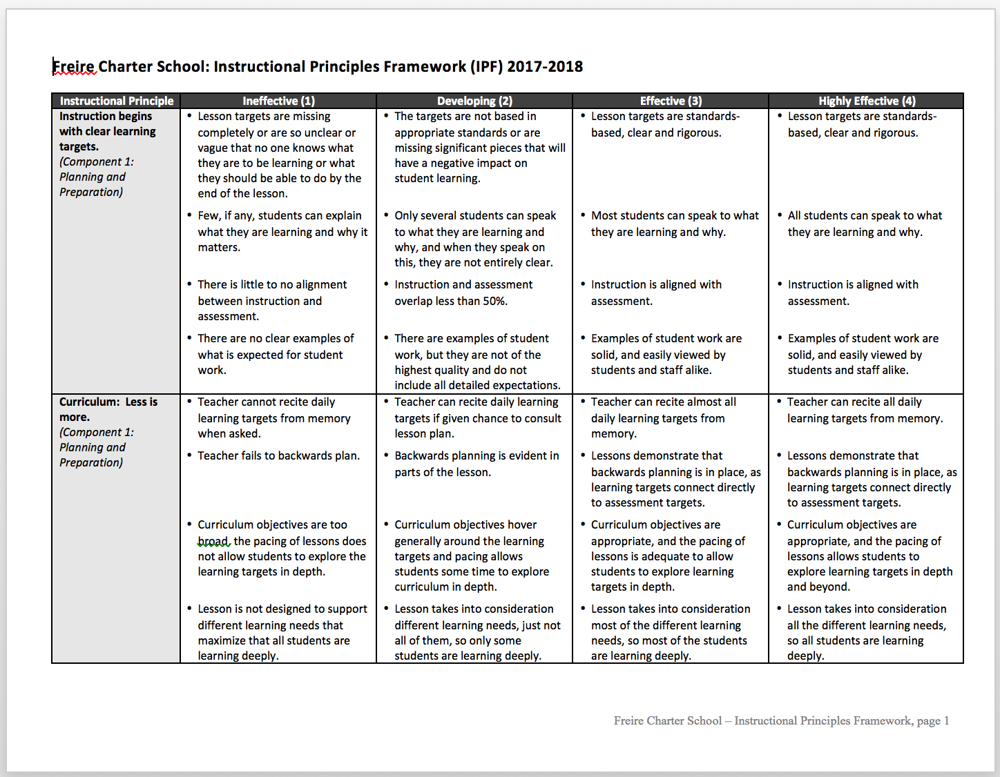 Freire Charter School: Instructional Principles Framework (IPF) 2017-2018
Instructional Principle
Ineffective (1)
Developing (2)
Effective (3)
Highly Effective (4)
Instruction begins
with clear learning
targets.
(Component 1:
Planning and
Preparation)
• Lesson targets are missing
completely or are so unclear or
vague that no one knows what
they are to be learning or what
they should be able to do by the
end of the lesson.
• Few, if any, students can explain
what they are learning and why it
matters.
• There is little to no alignment
between instruction and
assessment.
• There are no clear examples of
what is expected for student
work.
• The targets are not based in
appropriate standards or are
missing significant pieces that will
have a negative impact on
student learning.
• Only several students can speak
to what they are learning and
why, and when they speak on
this, they are not entirely clear.
• Instruction and assessment
overlap less than 50%.
• There are examples of student
work, but they are not of the
highest quality and do not
include all detailed expectations.
• Lesson targets are standards-
based, clear and rigorous.
• Most students can speak to what
they are learning and why.
• Instruction is aligned with
assessment.
• Examples of student work are
solid, and easily viewed by
students and staff alike.
• Lesson targets are standards-
based, clear and rigorous.
• All students can speak to what
they are learning and why.
• Instruction is aligned with
assessment.
• Examples of student work are
solid, and easily viewed by
students and staff alike.
Curriculum:  Less is
more.
(Component 1:
Planning and
Preparation)
• Teacher cannot recite daily
learning targets from memory
when asked.
• Teacher fails to backwards plan.
• Curriculum objectives are too
broad, the pacing of lessons does
not allow students to explore the
learning targets in depth.
• Lesson is not designed to support
different learning needs that
maximize that all students are
learning deeply.
• Teacher can recite daily learning
targets if given chance to consult
lesson plan.
• Backwards planning is evident in
parts of the lesson.
• Curriculum objectives hover
generally around the learning
targets and pacing allows
students some time to explore
curriculum in depth.
• Lesson takes into consideration
different learning needs, just not
all of them, so only some
students are learning deeply.
• Teacher can recite almost all
daily learning targets from
memory.
• Lessons demonstrate that
backwards planning is in place, as
learning targets connect directly
to assessment targets.
• Curriculum objectives are
appropriate, and the pacing of
lessons is adequate to allow
students to explore learning
targets in depth.
• Lesson takes into consideration
most of the different learning
needs, so most of the students
are learning deeply.
• Teacher can recite all daily
learning targets from memory.
• Lessons demonstrate that
backwards planning is in place, as
learning targets connect directly
to assessment targets.
• Curriculum objectives are
appropriate, and the pacing of
lessons allows students to
explore learning targets in depth
and beyond.
• Lesson takes into consideration
all the different learning needs,
so all students are learning
deeply.
Freire Charter School – Instructional Principles Framework, page 1